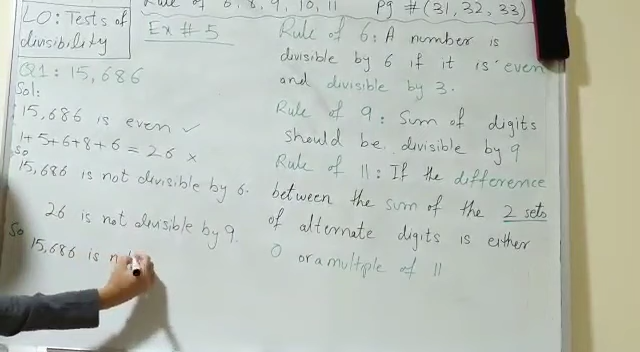 Rule of 6, 8, 9, 10, 11 Pg # (31, 32, 33)
LO: Tests of
divisibility
Ex # 5
Q1: 15,686
Sol:
15,686 is even ✓
1+5+6+8+6 = 26 ×
So
15,686 is not divisible by 6.
26 is not divisible by 9.
So
15,686 is n
Rule of 6: A number is
divisible by 6 if it is even
and divisible by 3.
Rule of 9: Sum of digits
should be divisible by 9
Rule of 11: If the difference
between the sum of the 2 sets
of alternate digits is either
0 or a multiple of 11